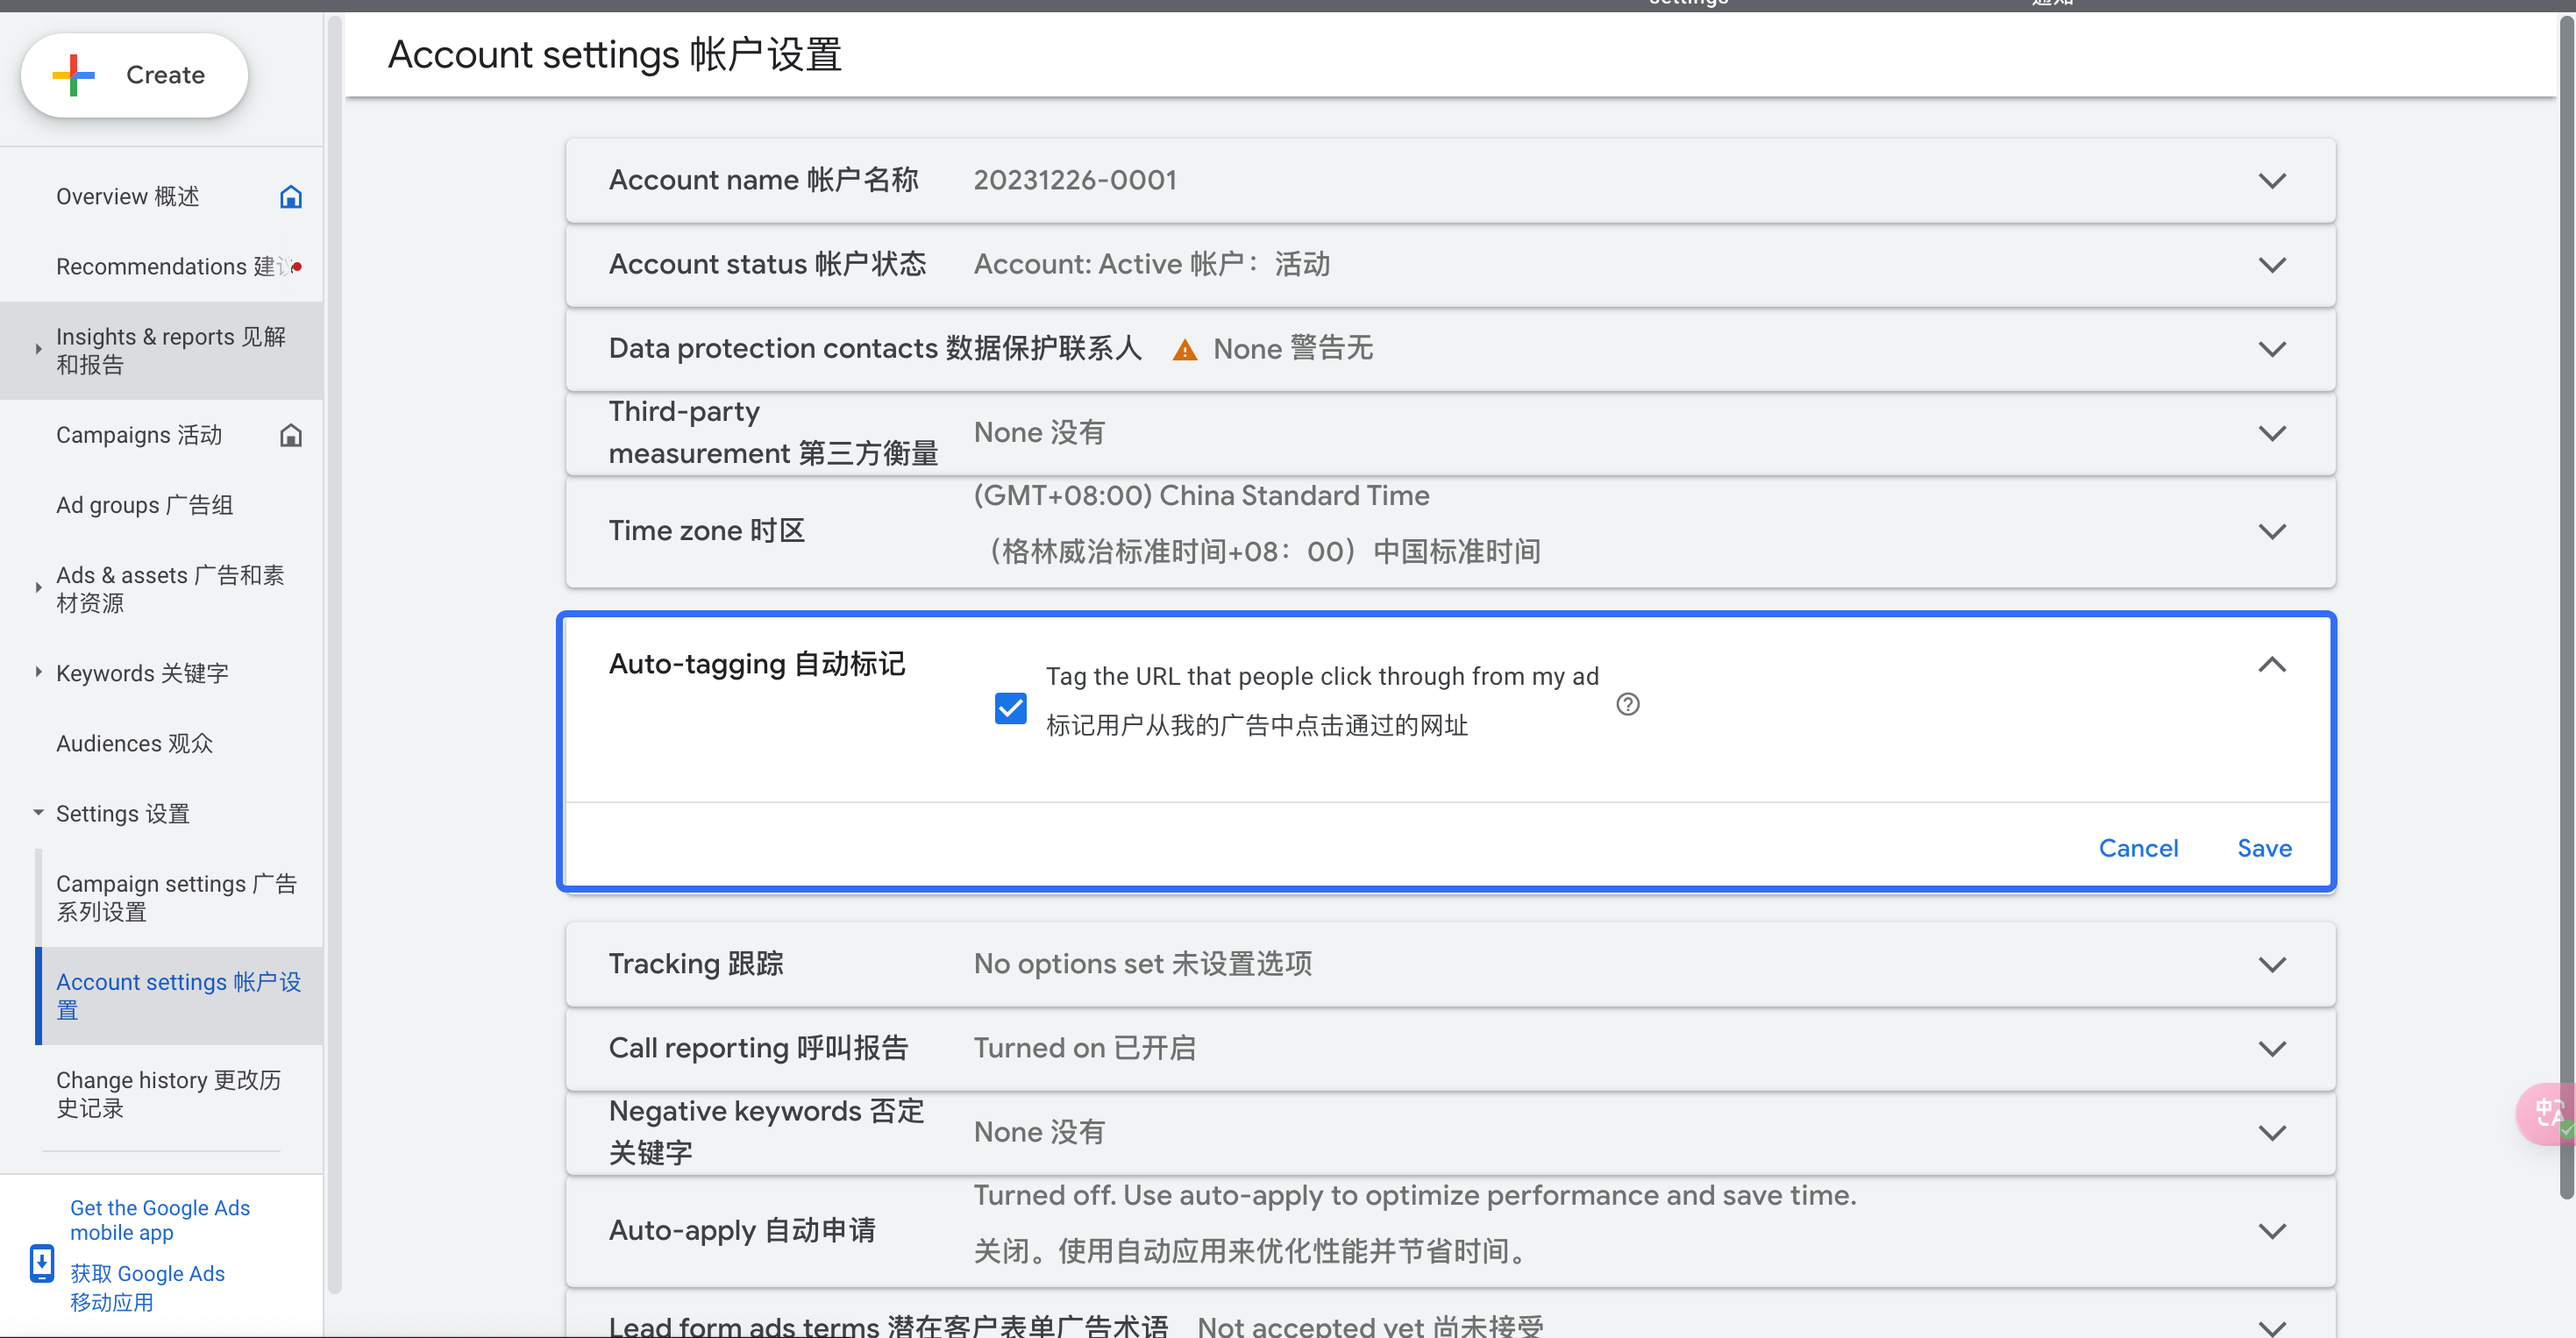 Account settings 帐户设置
Create
Overview 概述
Recommendations 建议
Insights & reports 见解
和报告
Campaigns 活动
Ad groups 广告组
Ads & assets 广告和素
材资源
Keywords 关键字
Audiences 观众
Settings 设置
Campaign settings 广告
系列设置
Account settings 帐户设
置
Change history 更改历
史记录
Get the Google Ads
mobile app
获取 Google Ads
移动应用
Account name 帐户名称 20231226-0001
Account status 帐户状态 Account: Active 帐户：活动
Data protection contacts 数据保护联系人 None 警告无
Third-party
measurement 第三方衡量
None 没有
Time zone 时区
(GMT+08:00) China Standard Time
（格林威治标准时间+08：00）中国标准时间
Auto-tagging 自动标记
Tag the URL that people click through from my ad
标记用户从我的广告中点击通过的网址
Cancel Save
Tracking 跟踪 No options set 未设置选项
Call reporting 呼叫报告 Turned on 已开启
Negative keywords 否定
关键字
None 没有
Auto-apply 自动申请
Turned off. Use auto-apply to optimize performance and save time.
关闭。使用自动应用来优化性能并节省时间。
Lead form ads terms 潜在客户表单广告术语 Not accepted yet 尚未接受